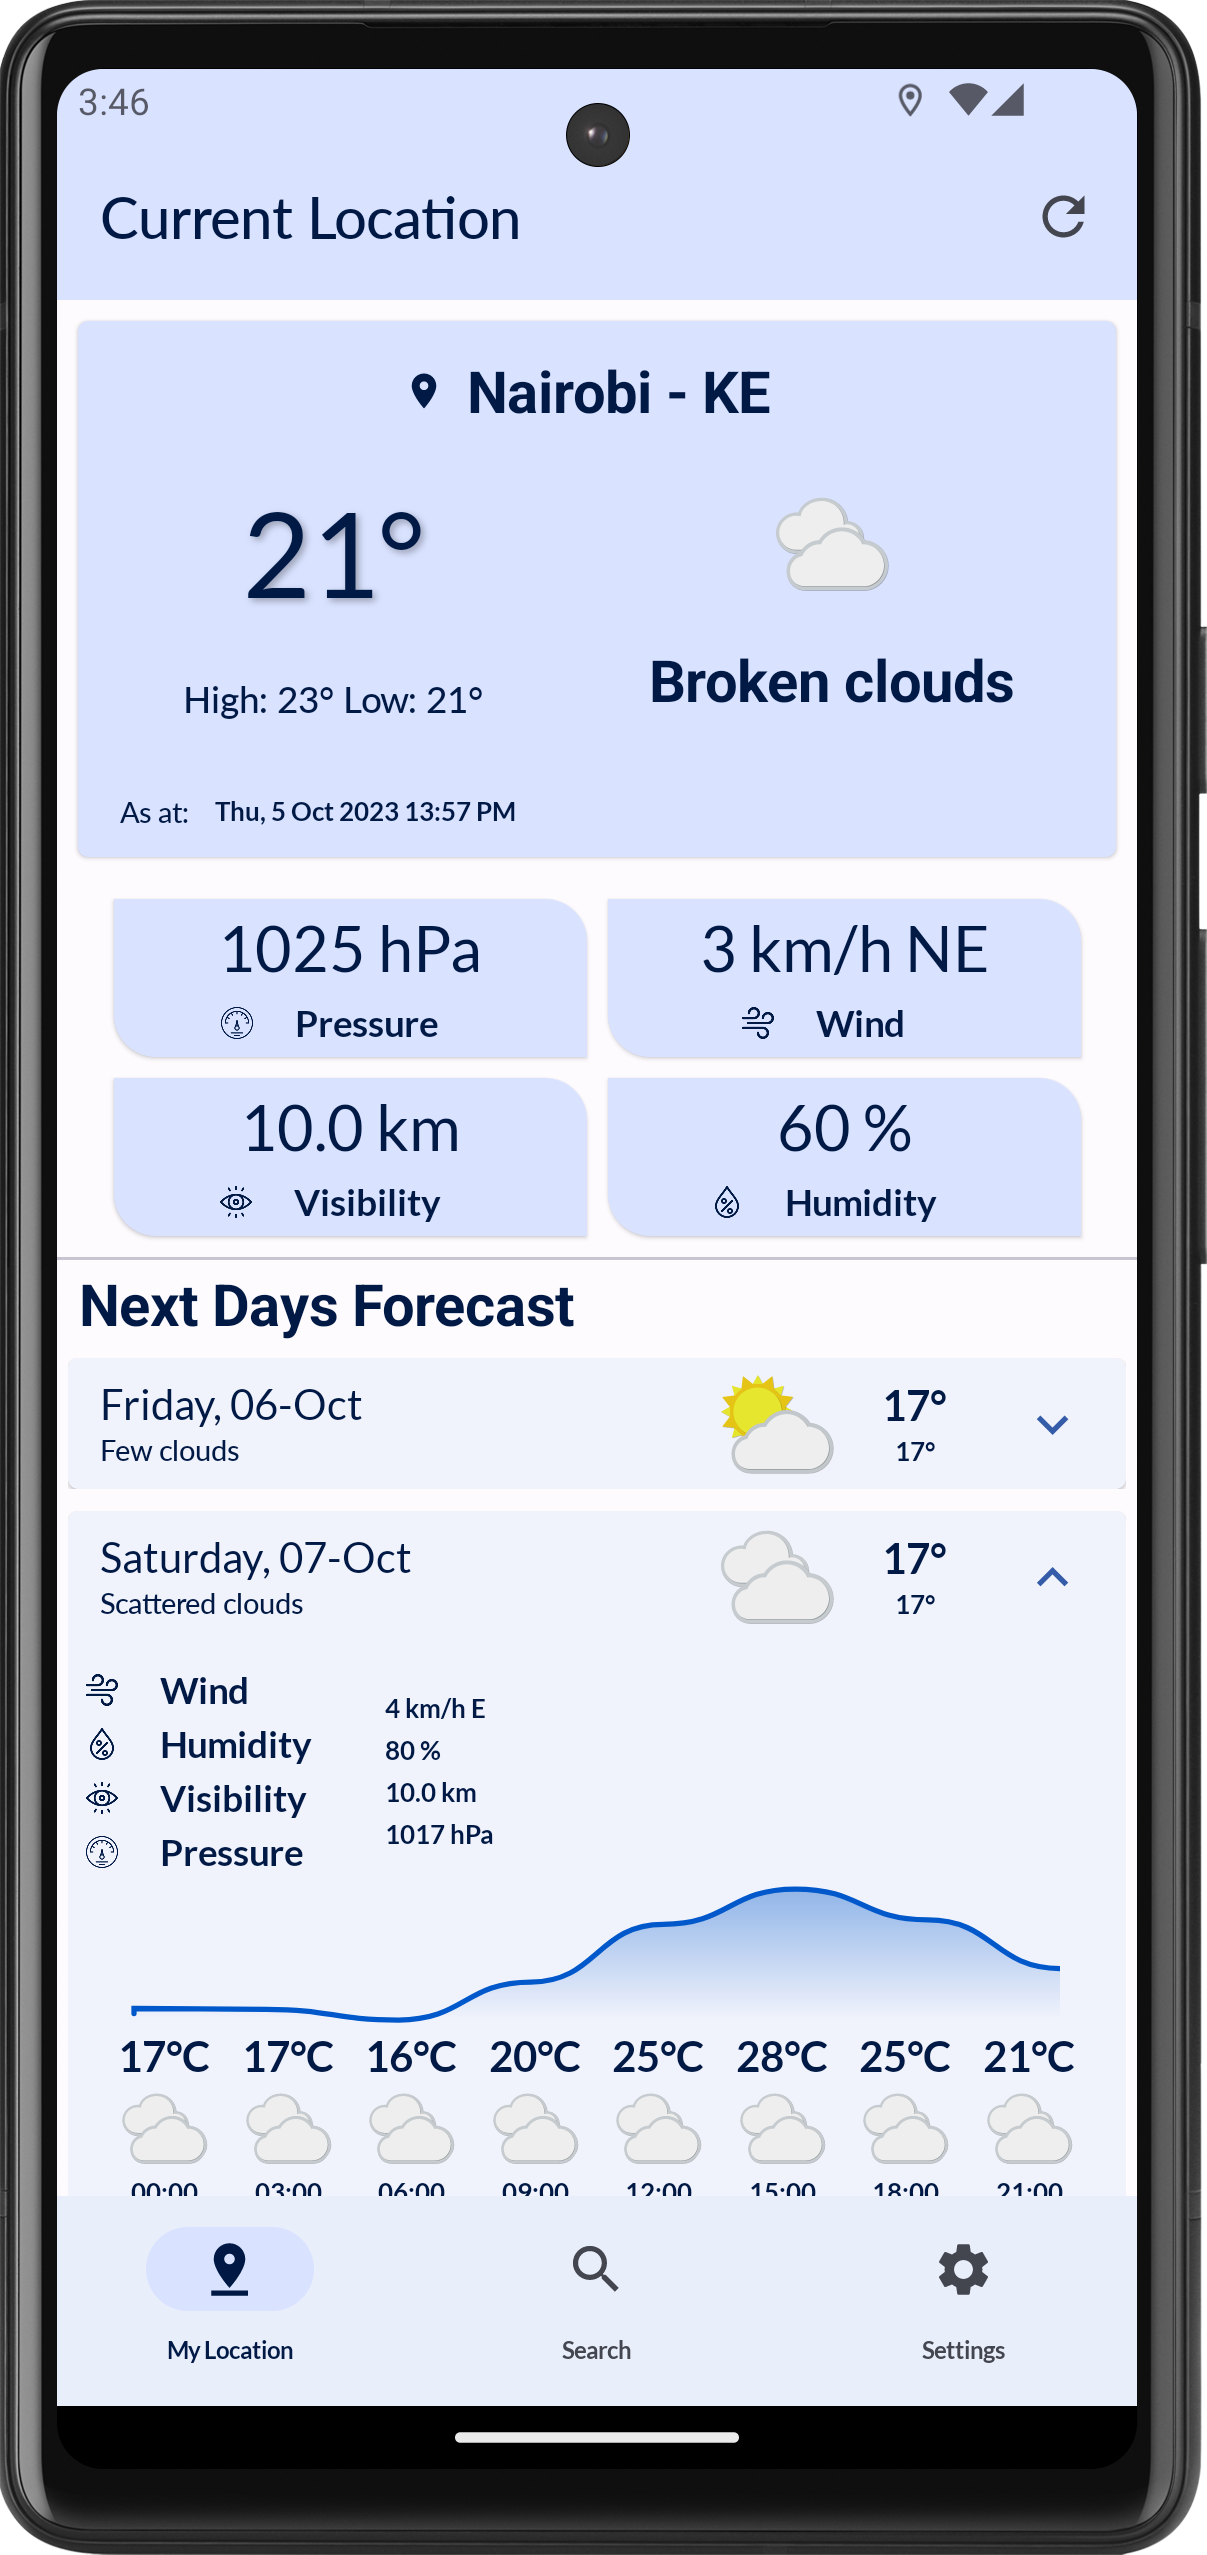 3:46
Current Location
Nairobi - KE
21°
High: 23° Low: 21°
Broken clouds
As at: Thu, 5 Oct 2023 13:57 PM
1025 hPa
Pressure
3 km/h NE
Wind
10.0 km
Visibility
60 %
Humidity
Next Days Forecast
Friday, 06-Oct
Few clouds
17°
17°
Saturday, 07-Oct
Scattered clouds
17°
17°
Wind 4 km/h E
Humidity 80 %
Visibility 10.0 km
Pressure 1017 hPa
17°C 17°C 16°C 20°C 25°C 28°C 25°C 21°C
00:00 03:00 06:00 09:00 12:00 15:00 18:00 21:00
My Location Search Settings